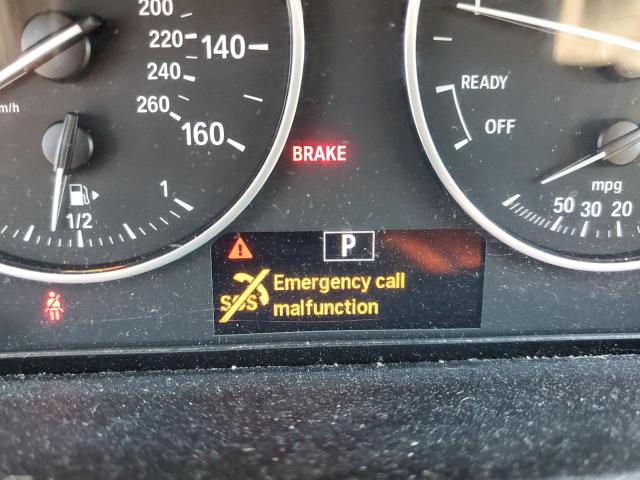 200
220
240
260
140
160
m/h
1/2
1
BRAKE
READY
OFF
mpg
50 30 20
P
SOS
Emergency call
malfunction